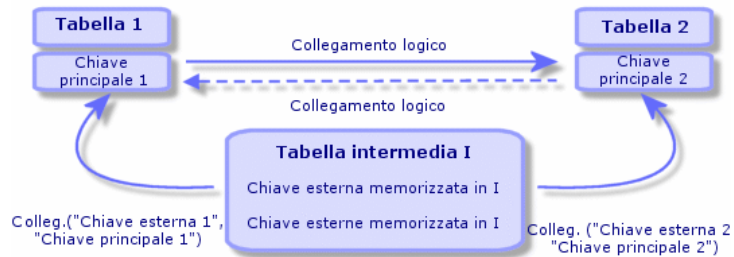 Tabella 1
Tabella 2
Collegamento logico
Chiave
principale 1
Chiave
principale 2
Collegamento logico
Tabella intermedia I
Chiave esterna memorizzata in I
Chiave esterne memorizzata in I
Colleg.("Chiave esterna 1",
"Chiave principale 1")
Colleg. ("Chiave esterna 2
"Chiave principale 2")